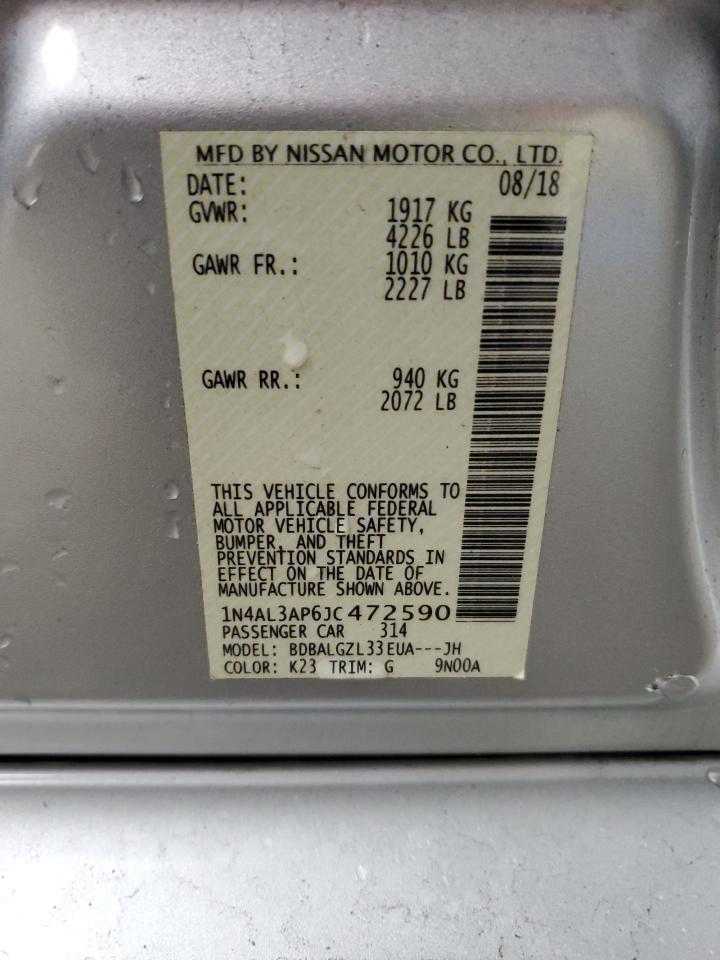 MFD BY NISSAN MOTOR CO., LTD.
DATE: 08/18
GVWR: 1917 KG
4226 LB
GAWR FR.: 1010 KG
2227 LB
GAWR RR.: 940 KG
2072 LB
THIS VEHICLE CONFORMS TO
ALL APPLICABLE FEDERAL
MOTOR VEHICLE SAFETY,
BUMPER, AND THEFT
PREVENTION STANDARDS IN
EFFECT ON THE DATE OF
MANUFACTURE SHOWN ABOVE.
1N4AL3AP6JC472590
PASSENGER CAR 314
MODEL: BDBALGZL33EUA---JH
COLOR: K23 TRIM: G 9N00A